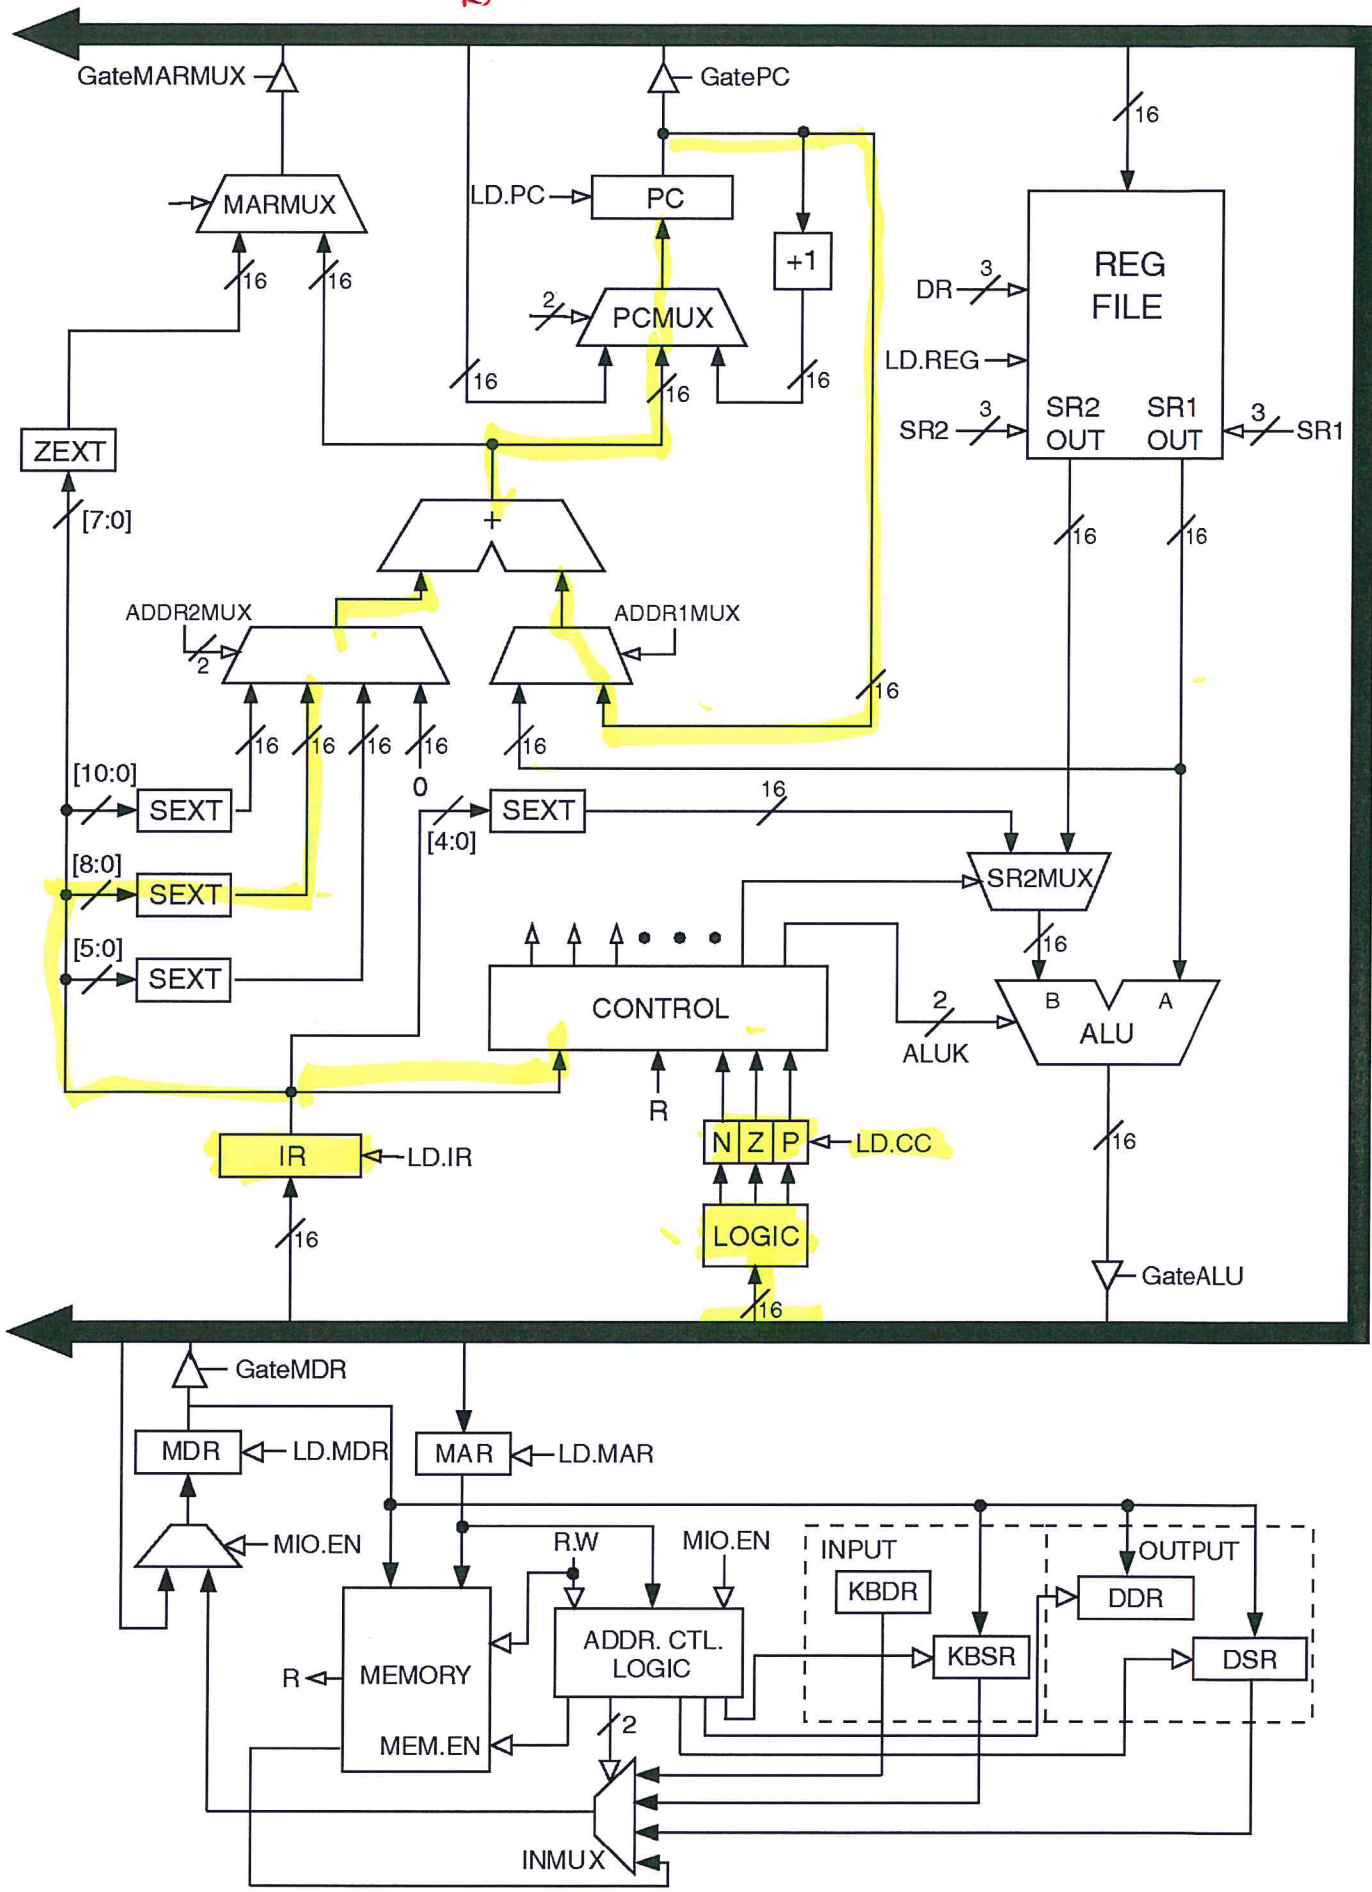 GateMARMUX
GatePC
16
MARMUX
LD.PC
PC
+1
REG
FILE
DR
3
16
16
2
PCMUX
LD.REG
16
16
16
SR2
3
SR2
OUT
SR1
OUT
3
SR1
ZEXT
[7:0]
+
16
16
ADDR2MUX
2
ADDR1MUX
16
16
16
16
16
16
0
[10:0]
SEXT
[4:0]
SEXT
16
[8:0]
SEXT
SR2MUX
16
[5:0]
SEXT
CONTROL
2
ALUK
B
A
ALU
R
N Z P
LD.CC
IR
LD.IR
16
LOGIC
16
16
GateALU
GateMDR
MDR
LD.MDR
MAR
LD.MAR
MIO.EN
R.W
MIO.EN
INPUT
OUTPUT
KBDR
DDR
ADDR. CTL.
LOGIC
KBSR
DSR
R
MEMORY
MEM.EN
2
INMUX